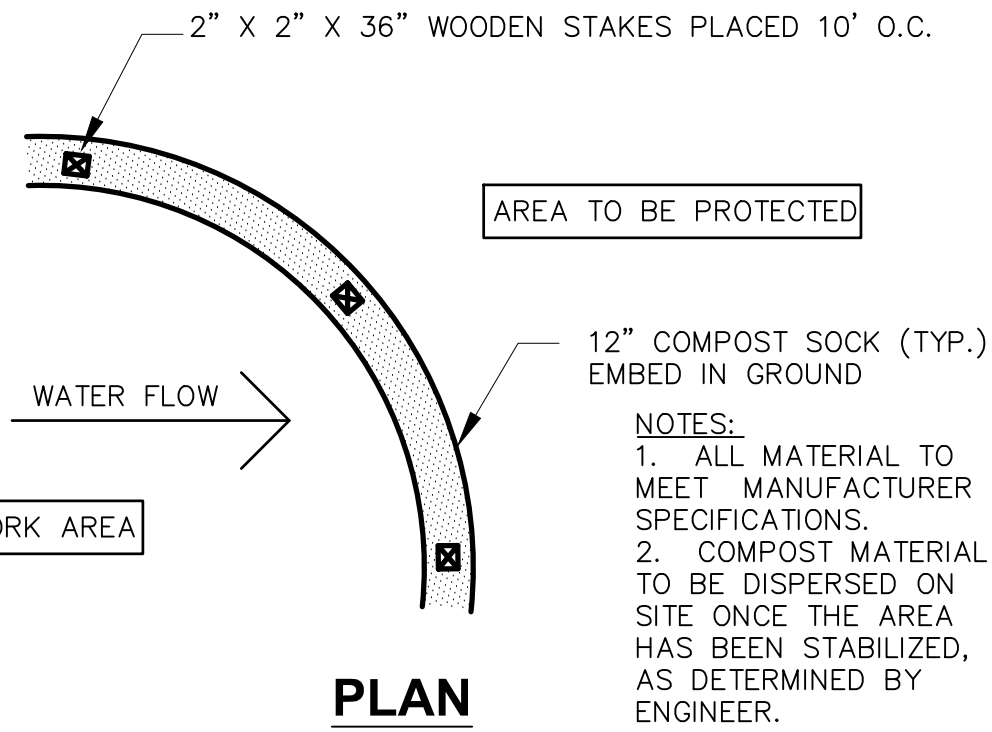 2” X 2” X 36” WOODEN STAKES PLACED 10’ O.C.
AREA TO BE PROTECTED
12” COMPOST SOCK (TYP.)
EMBED IN GROUND
WATER FLOW
AREA
NOTES:
1. ALL MATERIAL TO
MEET MANUFACTURER
SPECIFICATIONS.
2. COMPOST MATERIAL
TO BE DISPERSED ON
SITE ONCE THE AREA
HAS BEEN STABILIZED,
AS DETERMINED BY
ENGINEER.
PLAN